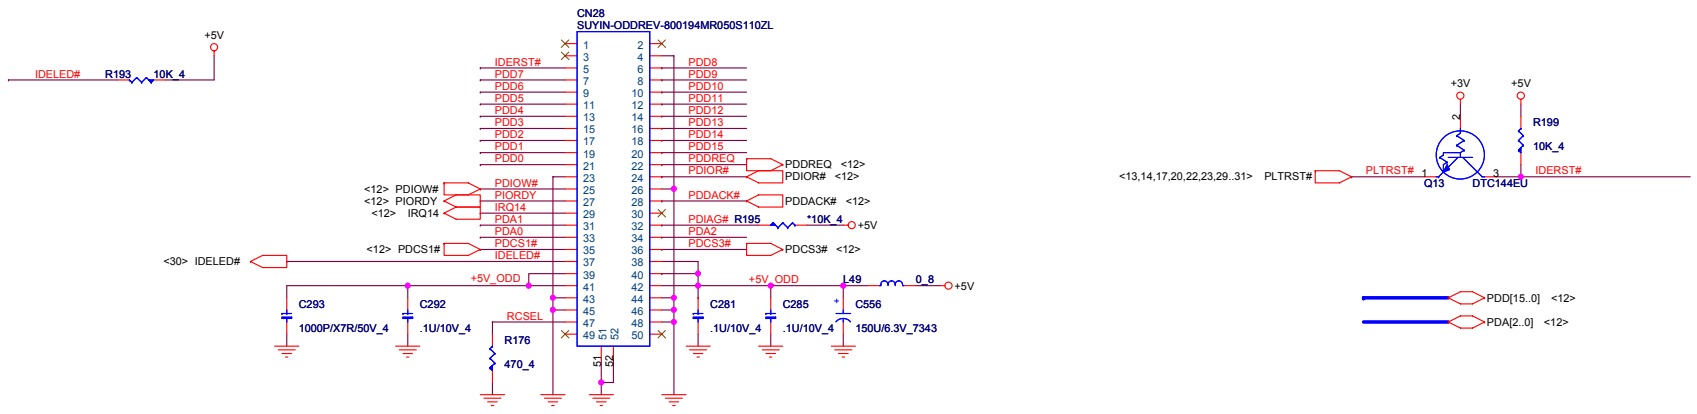 CN28
SUYIN-ODDREV-800194MR050S110ZL
+5V
IDELED# R193 10K_4
1 2
3 4
IDERST# 5 6 PDD8
PDD7 7 8 PDD9
PDD6 9 10 PDD10
PDD5 11 12 PDD11
PDD4 13 14 PDD12
PDD3 15 16 PDD13
PDD2 17 18 PDD14
PDD1 19 20 PDD15
PDD0 21 22 PDDREQ PDDREQ <12>
23 24 PDIOR# PDIOR# <12>
<12> PDIOW# PDIOW# 25 26
<12> PIORDY PIORDY 27 28 PDDACK# PDDACK# <12>
<12> IRQ14 IRQ14 29 30
PDA1 31 32 PDIAG# R195 *10K_4 +5V
PDA0 33 34 PDA2
<12> PDCS1# PDCS1# 35 36 PDCS3# PDCS3# <12>
<30> IDELED# IDELED# 37 38
+5V_ODD 39 40 +5V_ODD L49 0_8
41 42 +5V
43 44
45 46
RCSEL 47 48
49 51 52 50
51 52
C293
1000P/X7R/50V_4
C292
.1U/10V_4
R176
470_4
C281
.1U/10V_4
C285
.1U/10V_4
+ C556
150U/6.3V_7343
+3V +5V
2
R199
10K_4
<13,14,17,20,22,23,29..31> PLTRST# PLTRST# 1 3 IDERST#
Q13 DTC144EU
PDD[15..0] <12>
PDA[2..0] <12>